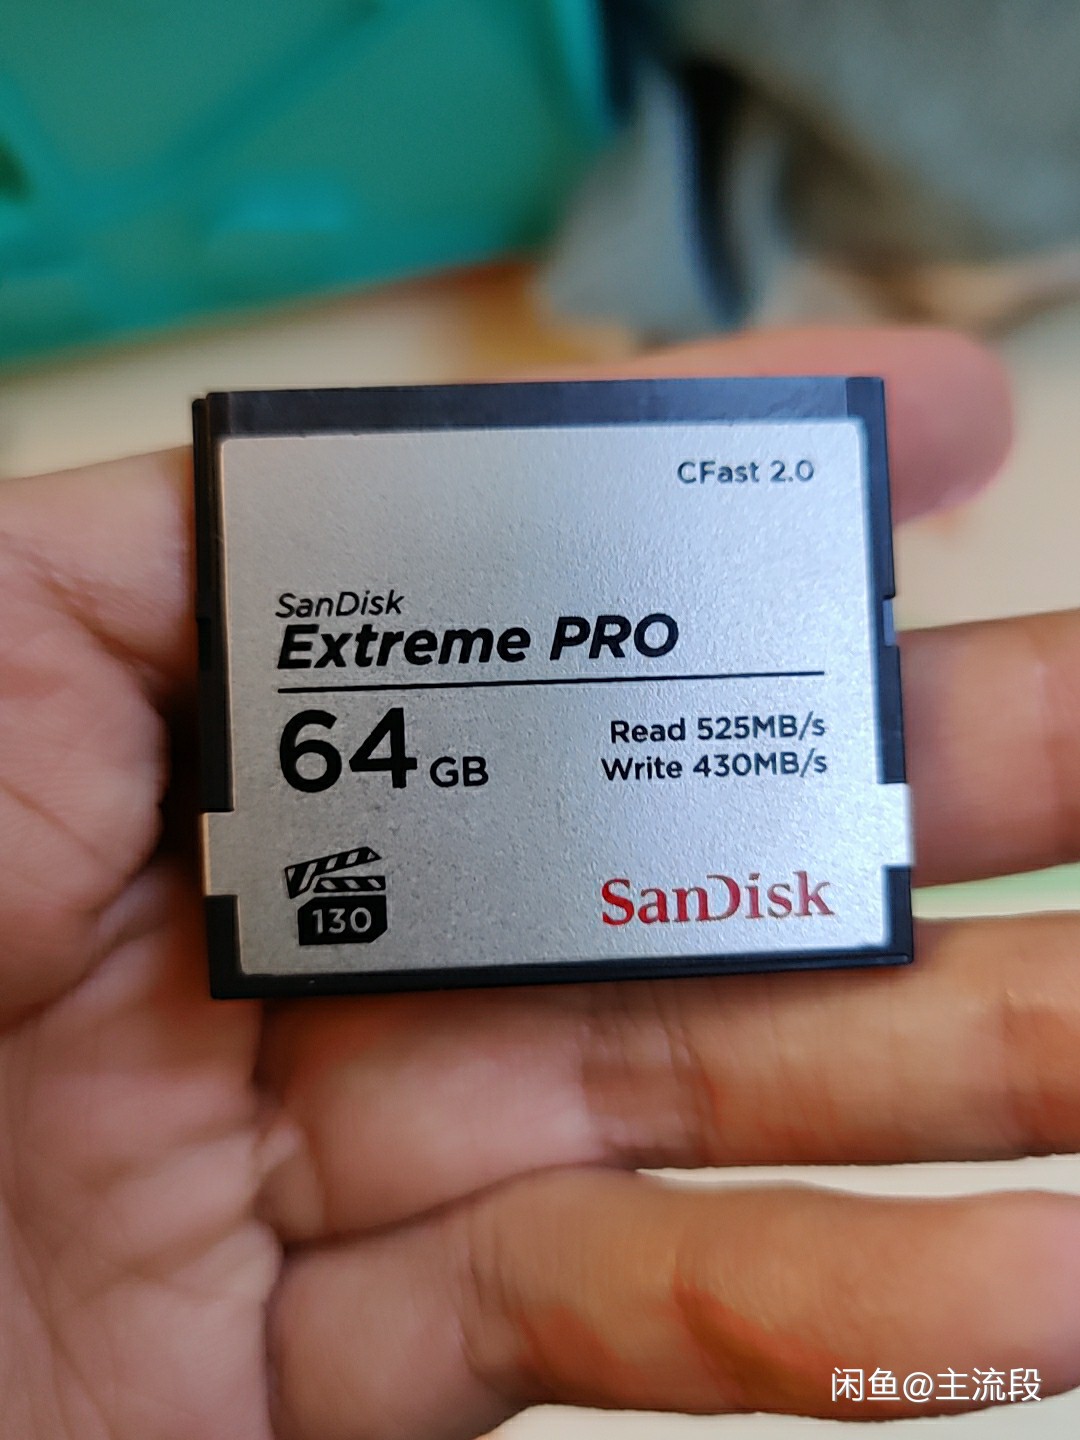 CFast 2.0
SanDisk
Extreme PRO
64 GB
Read 525MB/s
Write 430MB/s
130
SanDisk
闲鱼@主流段